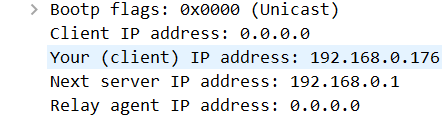 Bootp flags: 0x0000 (Unicast)
Client IP address: 0.0.0.0
Your (client) IP address: 192.168.0.176
Next server IP address: 192.168.0.1
Relay agent IP address: 0.0.0.0